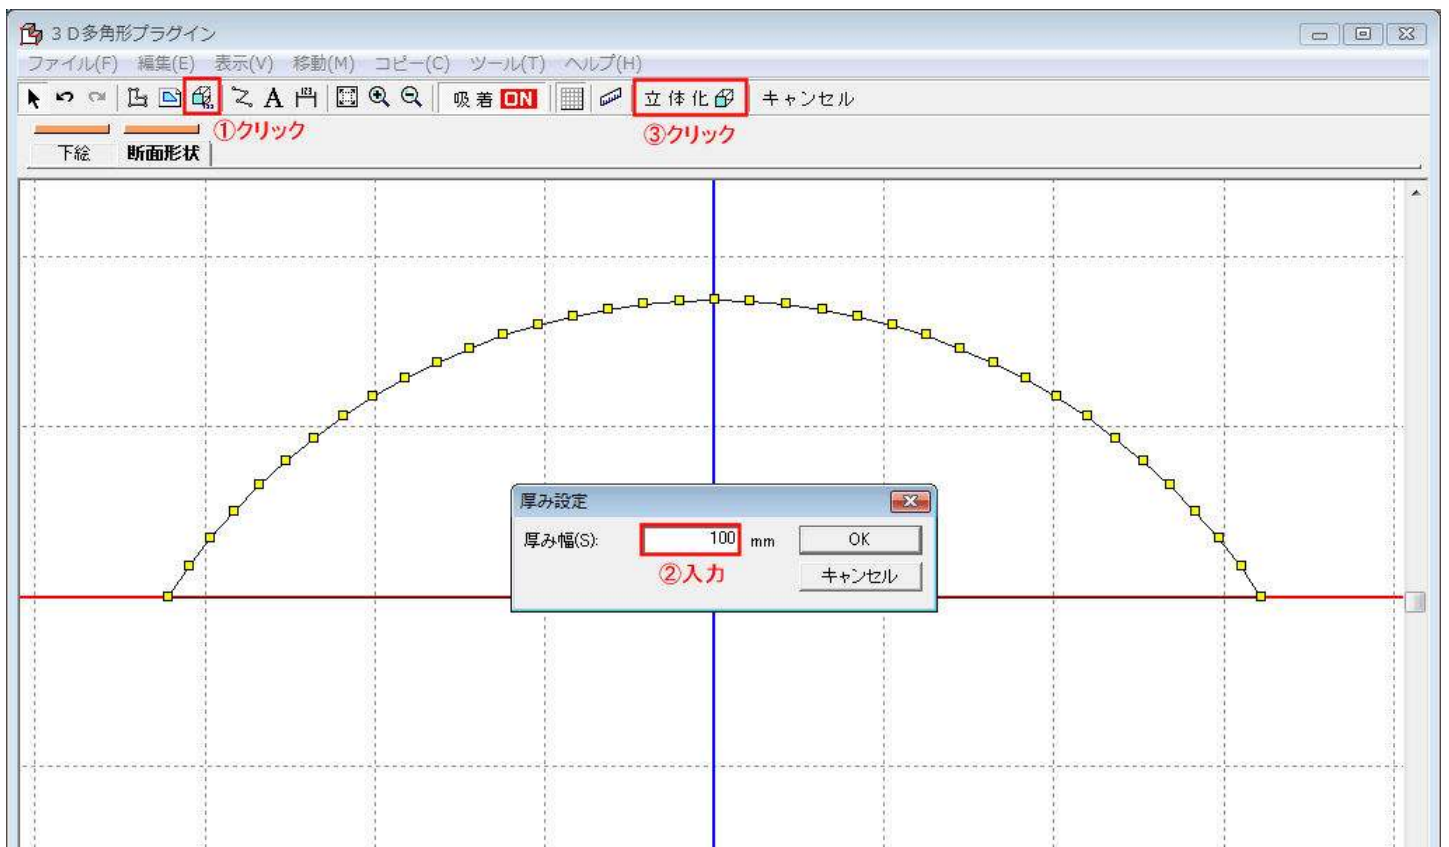 ３Ｄ多角形プラグイン
ファイル(F) 編集(E) 表示(V) 移動(M) コピー(C) ツール(T) ヘルプ(H)
A 123 吸着 ON 立体化 キャンセル
①クリック ③クリック
下絵 断面形状
厚み設定
厚み幅(S): 100 mm OK
②入力 キャンセル